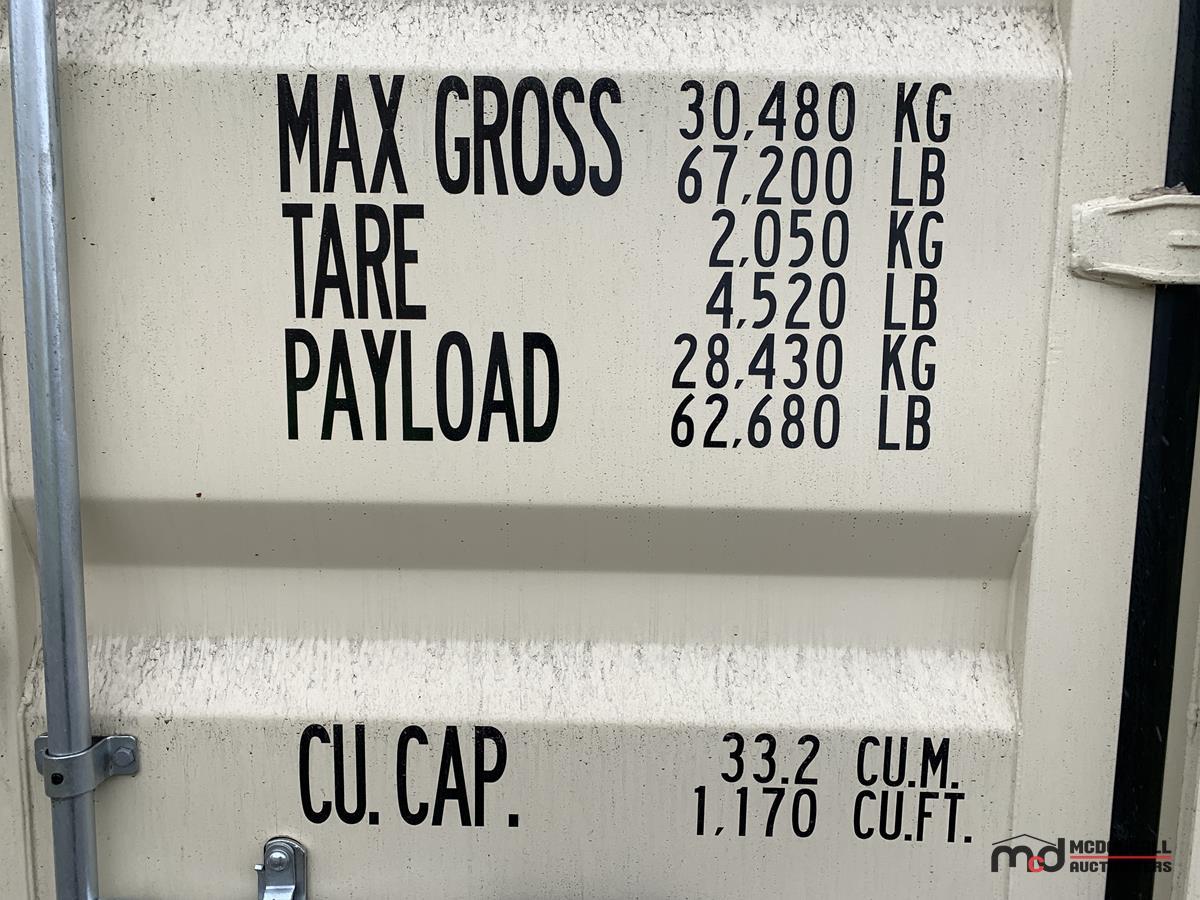 MAX GROSS 30,480 KG
67,200 LB
TARE 2,050 KG
4,520 LB
PAYLOAD 28,430 KG
62,680 LB
CU. CAP. 33.2 CU.M.
1,170 CU.FT.
mcd